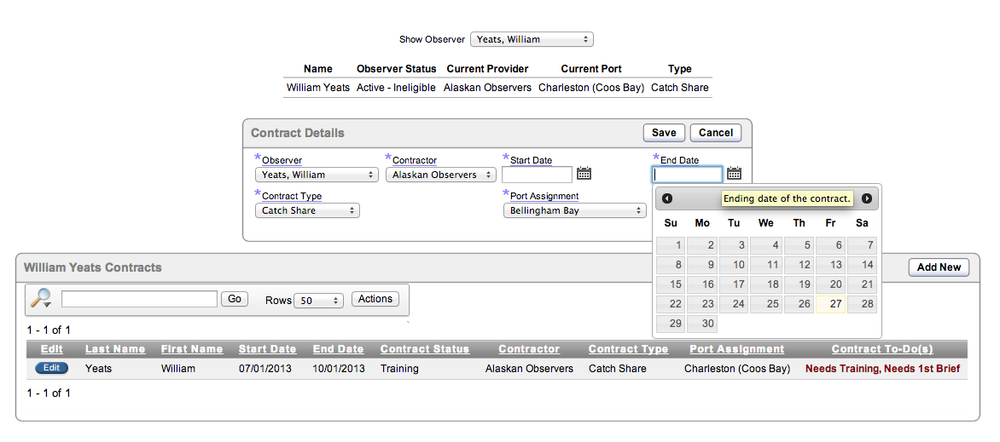 Show Observer Yeats, William
Name Observer Status Current Provider Current Port Type
William Yeats Active - Ineligible Alaskan Observers Charleston (Coos Bay) Catch Share
Contract Details Save Cancel
*Observer *Contractor *Start Date *End Date
Yeats, William Alaskan Observers
*Contract Type *Port Assignment
Catch Share Bellingham Bay
Ending date of the contract.
Su Mo Tu We Th Fr Sa
1 2 3 4 5 6 7
8 9 10 11 12 13 14
15 16 17 18 19 20 21
22 23 24 25 26 27 28
29 30
William Yeats Contracts Add New
Go Rows 50 Actions
1 - 1 of 1
Edit Last Name First Name Start Date End Date Contract Status Contractor Contract Type Port Assignment Contract To-Do(s)
Edit Yeats William 07/01/2013 10/01/2013 Training Alaskan Observers Catch Share Charleston (Coos Bay) Needs Training, Needs 1st Brief
1 - 1 of 1